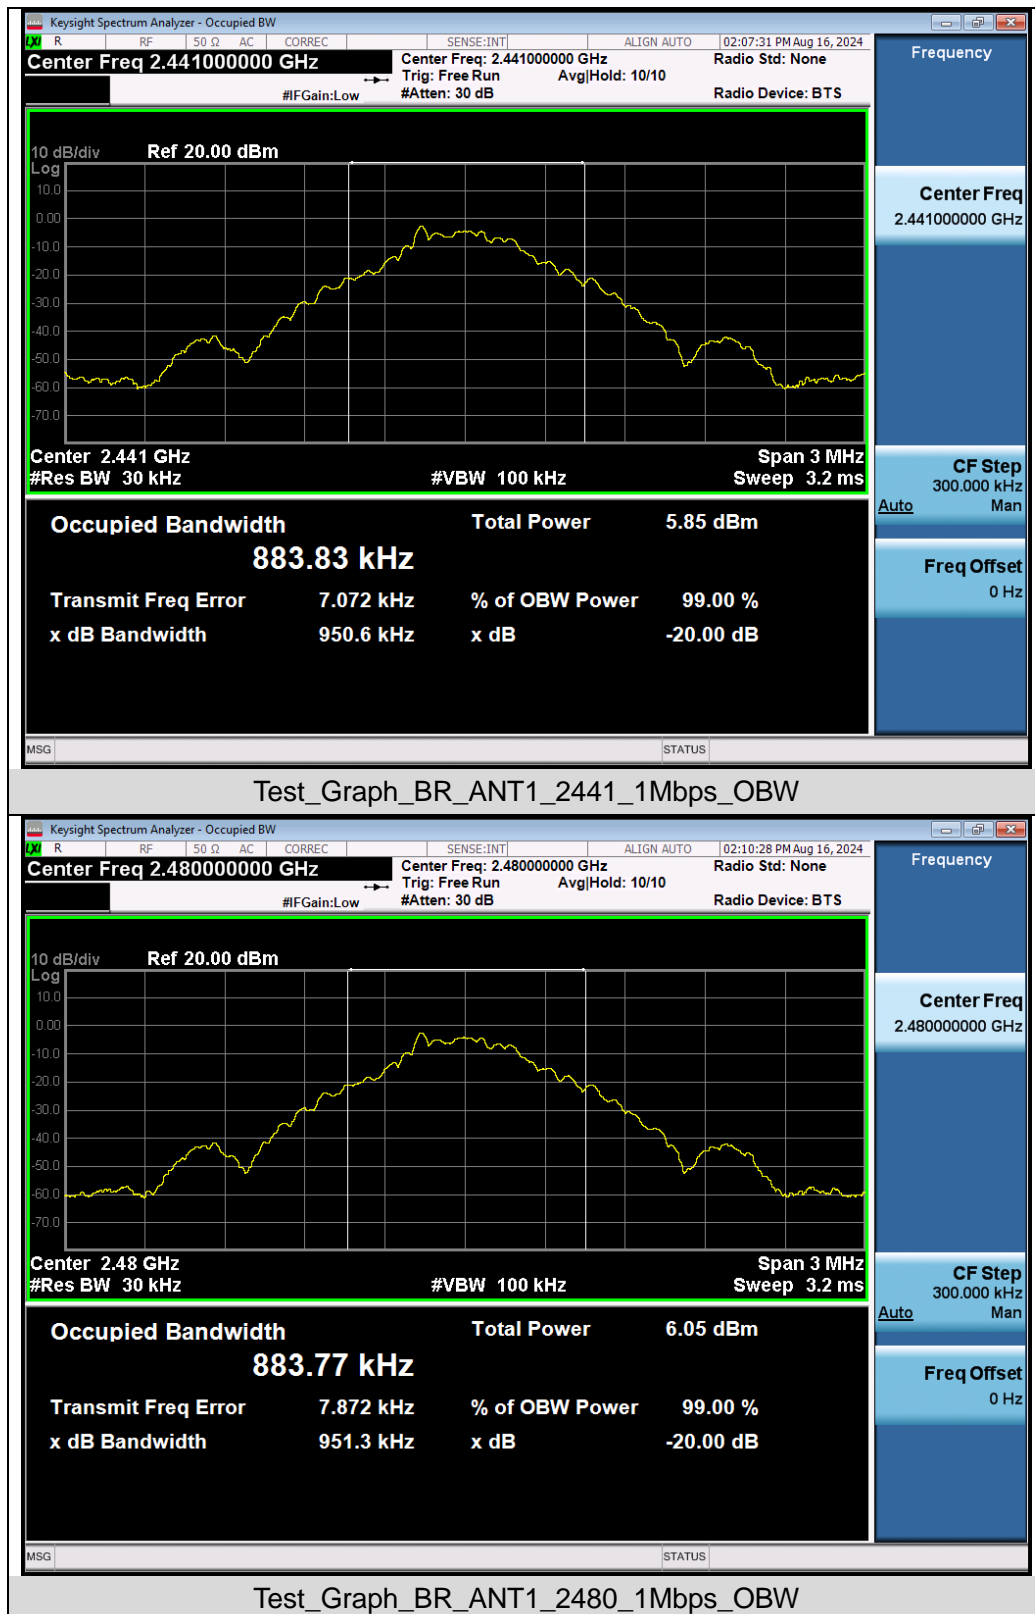 Keysight Spectrum Analyzer - Occupied BW
LXI R RF 50 Ω AC CORREC SENSE:INT ALIGN AUTO 02:07:31 PM Aug 16, 2024
Center Freq 2.441000000 GHz
Center Freq: 2.441000000 GHz
Radio Std: None
Trig: Free Run Avg|Hold: 10/10
#IFGain:Low
#Atten: 30 dB
Radio Device: BTS
Frequency
10 dB/div Ref 20.00 dBm
Log
10.0
0.00
-10.0
-20.0
-30.0
-40.0
-50.0
-60.0
-70.0
Center 2.441 GHz Span 3 MHz
#Res BW 30 kHz #VBW 100 kHz Sweep 3.2 ms
Center Freq
2.441000000 GHz
CF Step
300.000 kHz
Auto Man
Freq Offset
0 Hz
Occupied Bandwidth Total Power 5.85 dBm
883.83 kHz
Transmit Freq Error 7.072 kHz % of OBW Power 99.00 %
x dB Bandwidth 950.6 kHz x dB -20.00 dB
MSG STATUS
Test_Graph_BR_ANT1_2441_1Mbps_OBW
Keysight Spectrum Analyzer - Occupied BW
LXI R RF 50 Ω AC CORREC SENSE:INT ALIGN AUTO 02:10:28 PM Aug 16, 2024
Center Freq 2.480000000 GHz
Center Freq: 2.480000000 GHz
Radio Std: None
Trig: Free Run Avg|Hold: 10/10
#IFGain:Low
#Atten: 30 dB
Radio Device: BTS
Frequency
10 dB/div Ref 20.00 dBm
Log
10.0
0.00
-10.0
-20.0
-30.0
-40.0
-50.0
-60.0
-70.0
Center 2.48 GHz Span 3 MHz
#Res BW 30 kHz #VBW 100 kHz Sweep 3.2 ms
Center Freq
2.480000000 GHz
CF Step
300.000 kHz
Auto Man
Freq Offset
0 Hz
Occupied Bandwidth Total Power 6.05 dBm
883.77 kHz
Transmit Freq Error 7.872 kHz % of OBW Power 99.00 %
x dB Bandwidth 951.3 kHz x dB -20.00 dB
MSG STATUS
Test_Graph_BR_ANT1_2480_1Mbps_OBW